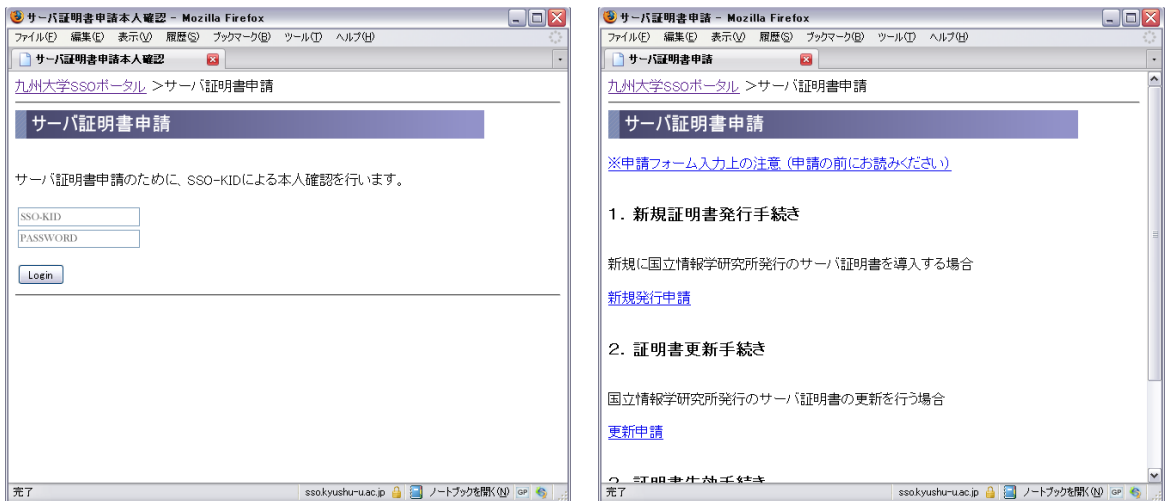 サーバ証明書申請本人確認 - Mozilla Firefox
ファイル(F) 編集(E) 表示(V) 履歴(S) ブックマーク(B) ツール(T) ヘルプ(H)
サーバ証明書申請本人確認
九州大学SSOポータル >サーバ証明書申請
サーバ証明書申請
サーバ証明書申請のために、SSO-KIDによる本人確認を行います。
SSO-KID
PASSWORD
Login
完了 sso.kyushu-u.ac.jp ノートブックを開く(N) GP
サーバ証明書申請 - Mozilla Firefox
ファイル(F) 編集(E) 表示(V) 履歴(S) ブックマーク(B) ツール(T) ヘルプ(H)
サーバ証明書申請
九州大学SSOポータル >サーバ証明書申請
サーバ証明書申請
※申請フォーム入力上の注意（申請の前にお読みください）
1. 新規証明書発行手続き
新規に国立情報学研究所発行のサーバ証明書を導入する場合
新規発行申請
2. 証明書更新手続き
国立情報学研究所発行のサーバ証明書の更新を行う場合
更新申請
3. 証明書失効手続き
完了 sso.kyushu-u.ac.jp ノートブックを開く(N) GP